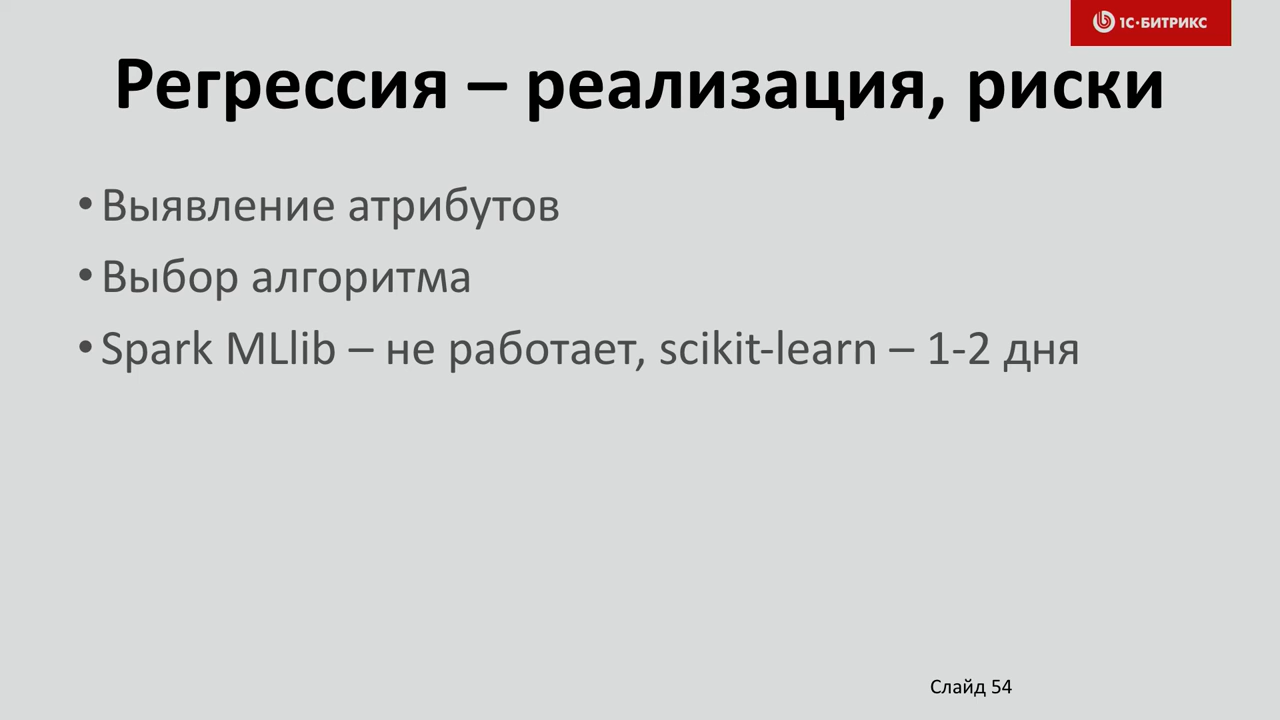 1С·БИТРИКС
Регрессия – реализация, риски
• Выявление атрибутов
• Выбор алгоритма
• Spark MLlib – не работает, scikit-learn – 1-2 дня
Слайд 54